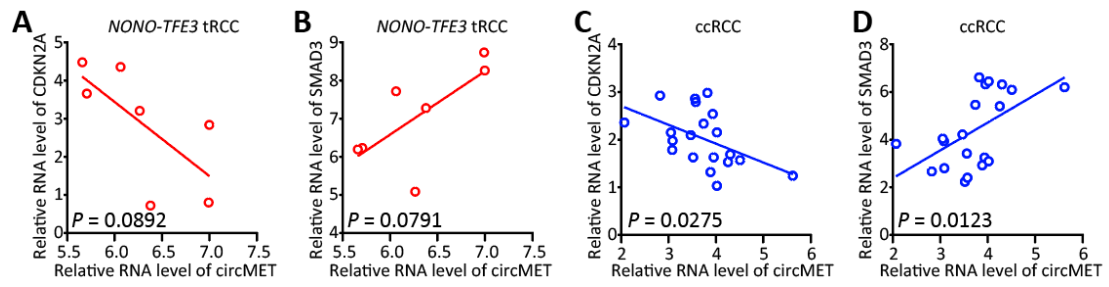 A
NONO-TFE3 tRCC
Relative RNA level of CDKN2A
5
4
3
2
1
0
P = 0.0892
5.5 6.0 6.5 7.0 7.5
Relative RNA level of circMET
B
NONO-TFE3 tRCC
Relative RNA level of SMAD3
9
8
7
6
5
4
P = 0.0791
5.5 6.0 6.5 7.0 7.5
Relative RNA level of circMET
C
ccRCC
Relative RNA level of CDKN2A
4
3
2
1
0
P = 0.0275
2 3 4 5 6
Relative RNA level of circMET
D
ccRCC
Relative RNA level of SMAD3
8
6
4
2
0
P = 0.0123
2 3 4 5 6
Relative RNA level of circMET